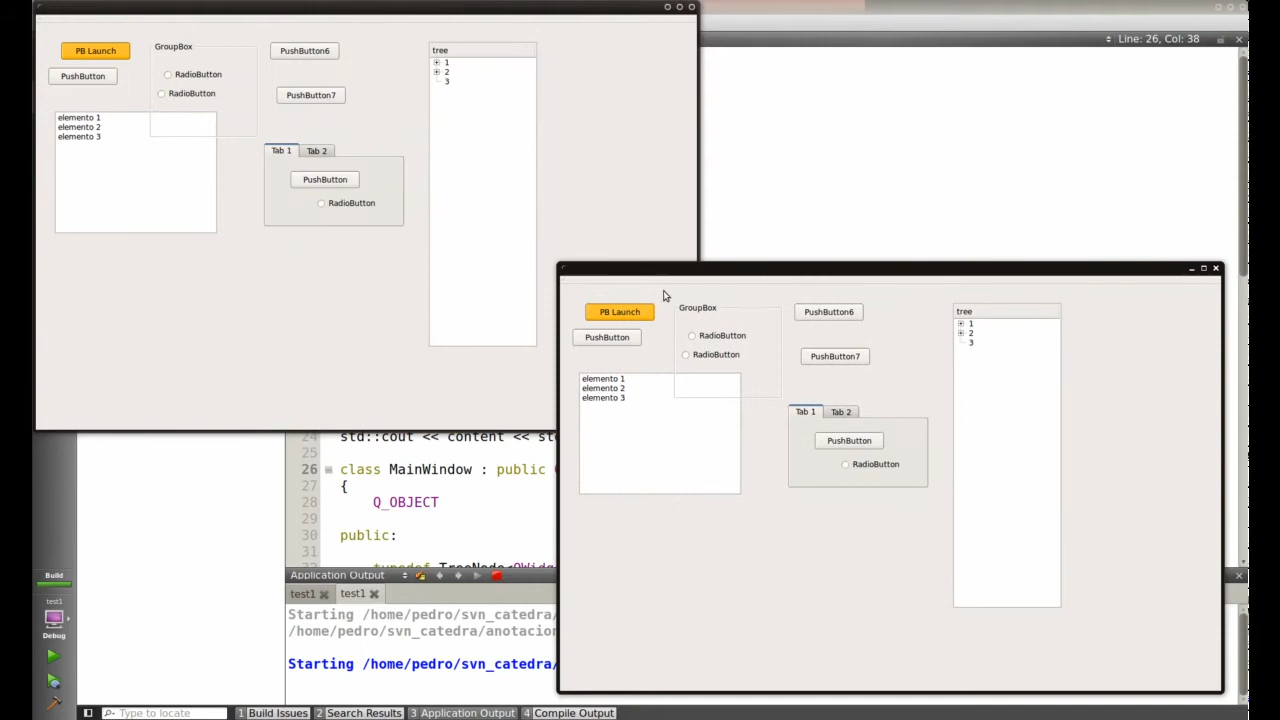 PB Launch
GroupBox
PushButton6
tree
PushButton
RadioButton
1
2
3
RadioButton
PushButton7
elemento 1
elemento 2
elemento 3
Tab 1 Tab 2
PushButton
RadioButton
Line: 26, Col: 38
PB Launch
GroupBox
PushButton6
tree
PushButton
RadioButton
1
2
3
RadioButton
PushButton7
elemento 1
elemento 2
elemento 3
Tab 1 Tab 2
PushButton
RadioButton
24 std::cout << content <<
25
26 class MainWindow : public
27 {
28 Q_OBJECT
29
30 public:
31
Application Output
test1 test1
Starting /home/pedro/svn_catedra/
/home/pedro/svn_catedra/anotacion
Starting /home/pedro/svn_catedra/
Build
test1
Debug
Type to locate
1 Build Issues 2 Search Results 3 Application Output 4 Compile Output